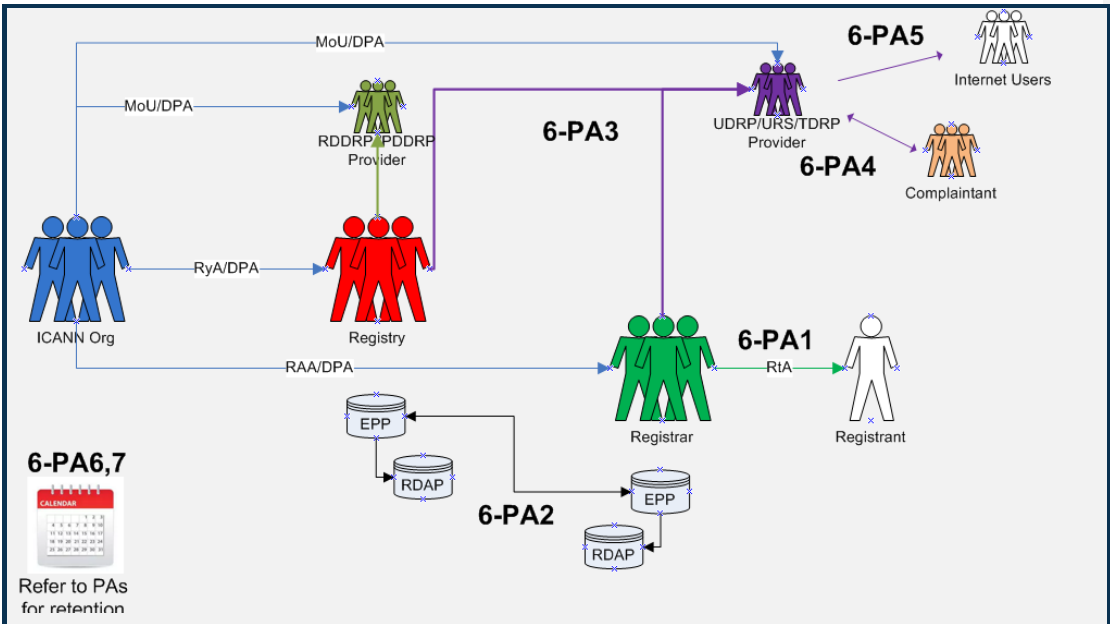 MoU/DPA
6-PA5
Internet Users
MoU/DPA
RDDRP/PDDRP
Provider
6-PA3
UDRP/URS/TDRP
Provider
6-PA4
Complaintant
RyA/DPA
ICANN Org
Registry
6-PA1
RAA/DPA
RtA
EPP
Registrar
Registrant
6-PA6,7
RDAP
CALENDAR
EPP
6-PA2
RDAP
Refer to PAs
for retention